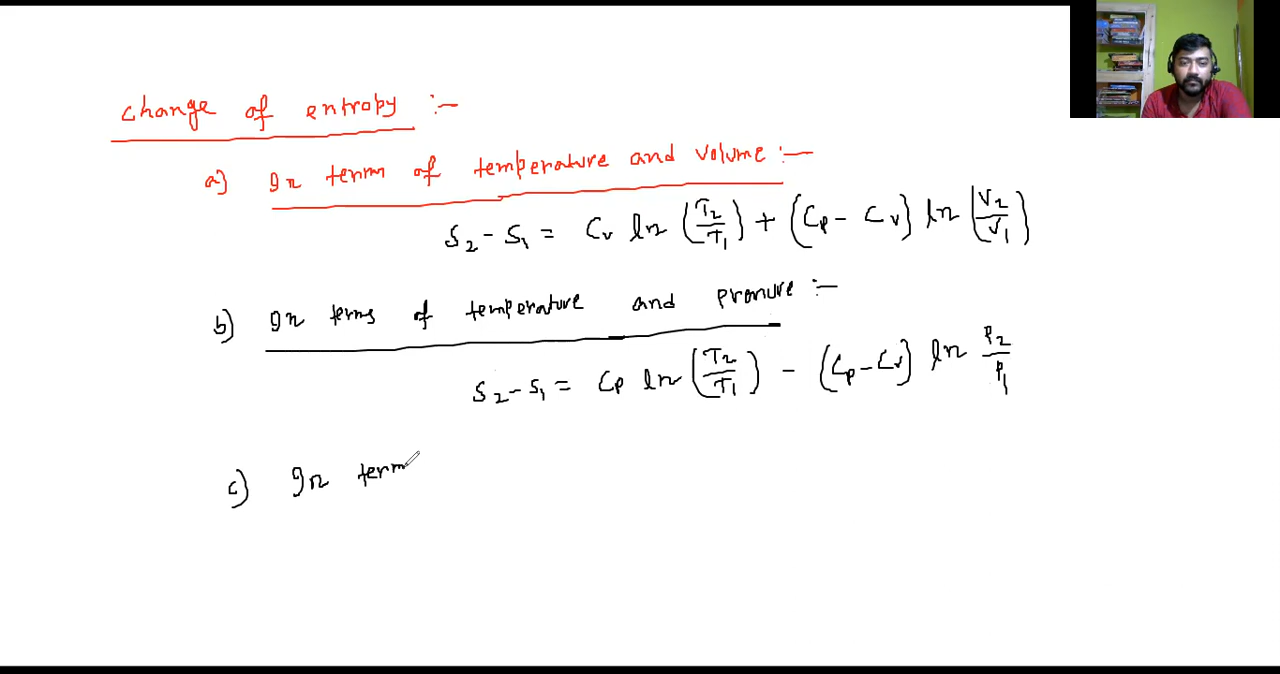 change of entropy :-
a) In term of temperature and volume :-
S₂ - S₁ = Cv ln (T₂/T₁) + (Cp - Cv) ln (V₂/V₁)
b) In terms of temperature and pressure :-
S₂ - S₁ = Cp ln (T₂/T₁) - (Cp - Cv) ln P₂/P₁
c) In term